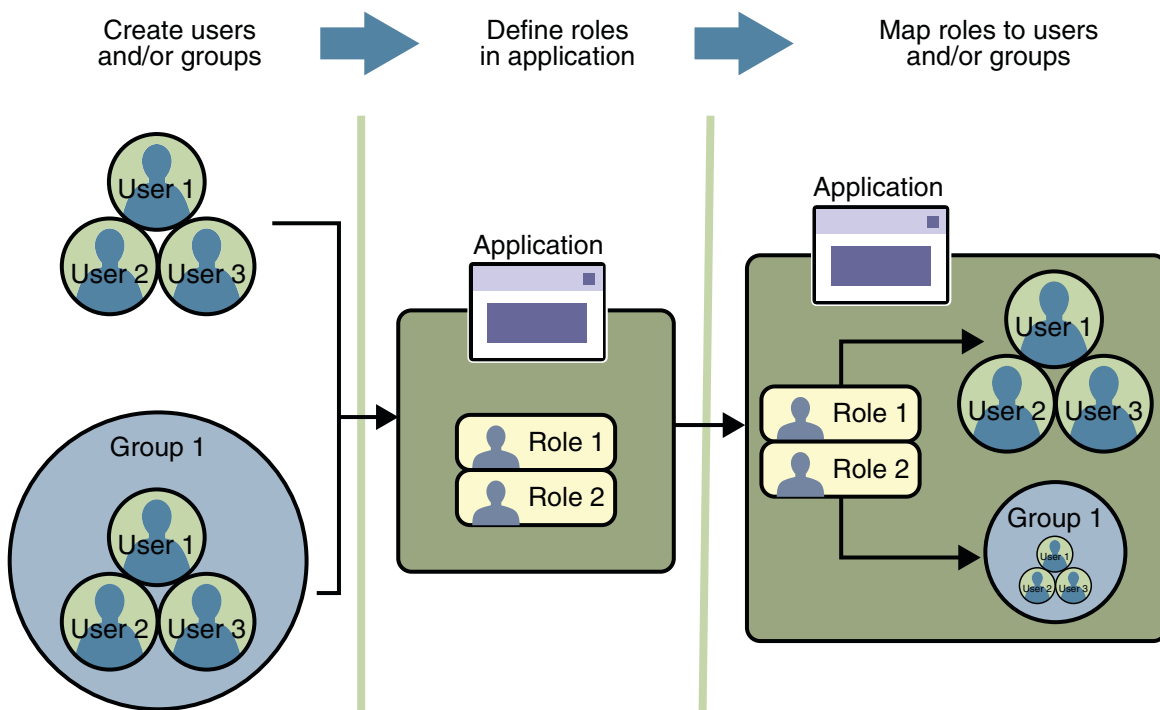 Create users
and/or groups
Define roles
in application
Map roles to users
and/or groups
User 1
User 2
User 3
Group 1
User 1
User 2
User 3
Application
Role 1
Role 2
Application
Role 1
Role 2
User 1
User 2
User 3
Group 1
User 1
User 2
User 3